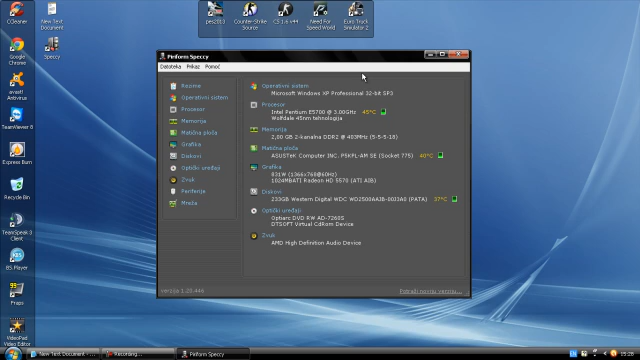 CCleaner
New Text Document
Google Chrome
Speccy
avast! Antivirus
TeamViewer 8
Express Burn
Recycle Bin
TeamSpeak 3 Client
BS.Player
Fraps
VideoPad Video Editor
pes2013
Counter-Strike Source
CS 1.6 v44
Need For Speed World
Euro Truck Simulator 2
Piriform Speccy
Datoteka Prikaz Pomoć
Rezime
Operativni sistem
Procesor
Memorija
Matična ploča
Grafika
Diskovi
Optički uređaji
Zvuk
Periferija
Mreža
Operativni sistem
Microsoft Windows XP Professional 32-bit SP3
Procesor
Intel Pentium E5700 @ 3.00GHz 45°C
Wolfdale 45nm tehnologija
Memorija
2,00 GB 2-kanalna DDR2 @ 403MHz (5-5-5-18)
Matična ploča
ASUSTeK Computer INC. P5KPL-AM SE (Socket 775) 40°C
Grafika
831W (1366x768@60Hz)
1024MBATI Radeon HD 5570 (ATI AIB)
Diskovi
233GB Western Digital WDC WD2500AAJB-00J3A0 (PATA) 37°C
Optički uređaji
Optiarc DVD RW AD-7260S
DTSOFT Virtual CdRom Device
Zvuk
AMD High Definition Audio Device
verzija 1.20.446
Potraži noviju verziju...
New Text Document - ...
Recording...
Piriform Speccy
EN
15:28